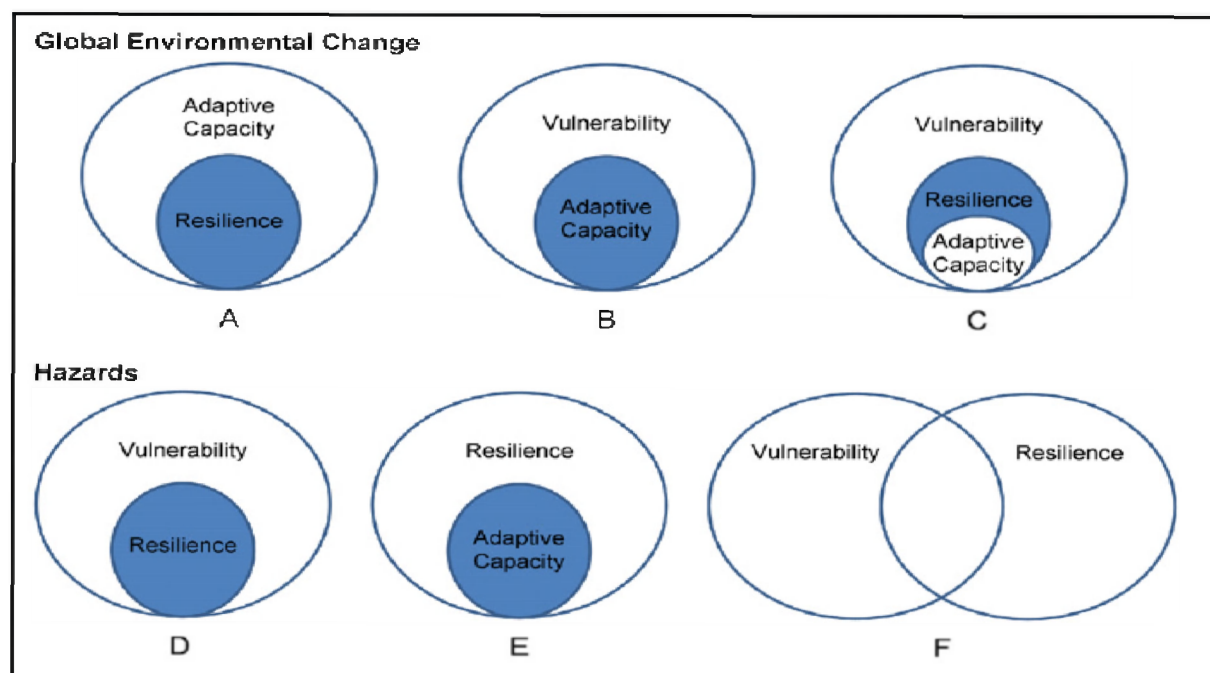 Global Environmental Change
Adaptive
Capacity
Resilience
A
Vulnerability
Adaptive
Capacity
B
Vulnerability
Resilience
Adaptive
Capacity
C
Hazards
Vulnerability
Resilience
D
Resilience
Adaptive
Capacity
E
Vulnerability
Resilience
F